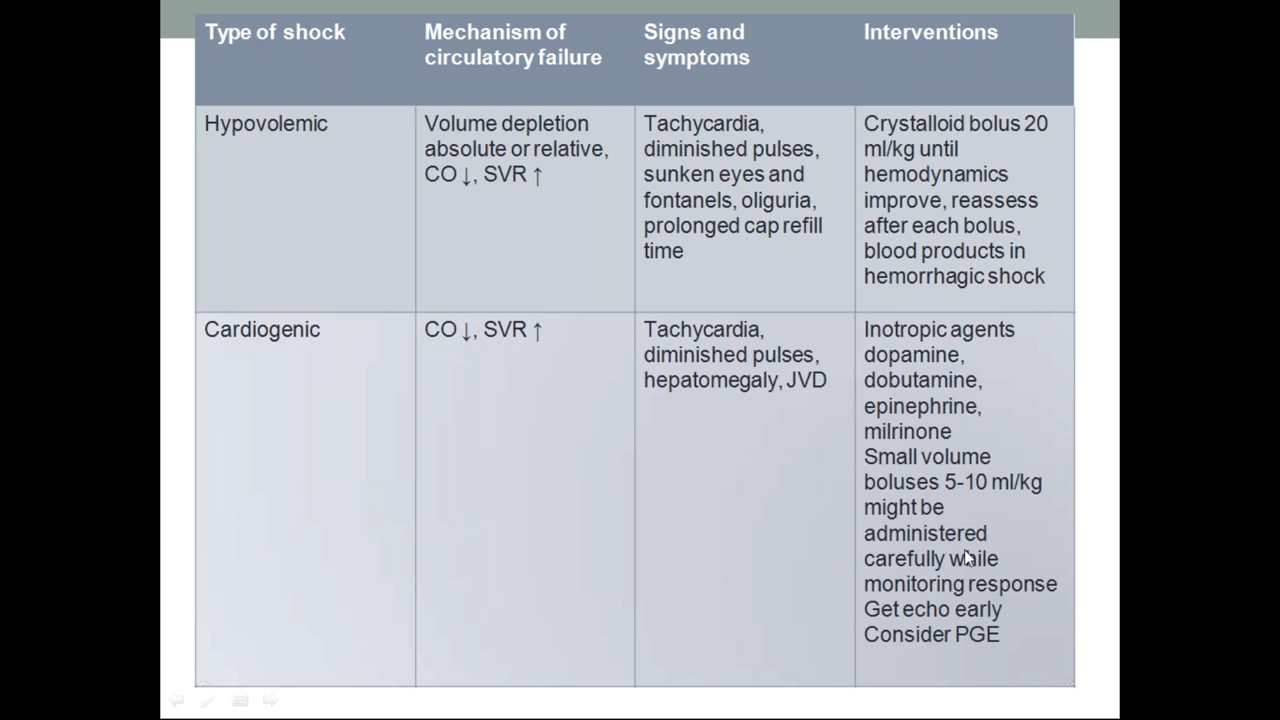 Type of shock
Mechanism of
circulatory failure
Signs and
symptoms
Interventions
Hypovolemic
Volume depletion
absolute or relative,
CO ↓, SVR ↑
Tachycardia,
diminished pulses,
sunken eyes and
fontanels, oliguria,
prolonged cap refill
time
Crystalloid bolus 20
ml/kg until
hemodynamics
improve, reassess
after each bolus,
blood products in
hemorrhagic shock
Cardiogenic
CO ↓, SVR ↑
Tachycardia,
diminished pulses,
hepatomegaly, JVD
Inotropic agents
dopamine,
dobutamine,
epinephrine,
milrinone
Small volume
boluses 5-10 ml/kg
might be
administered
carefully while
monitoring response
Get echo early
Consider PGE